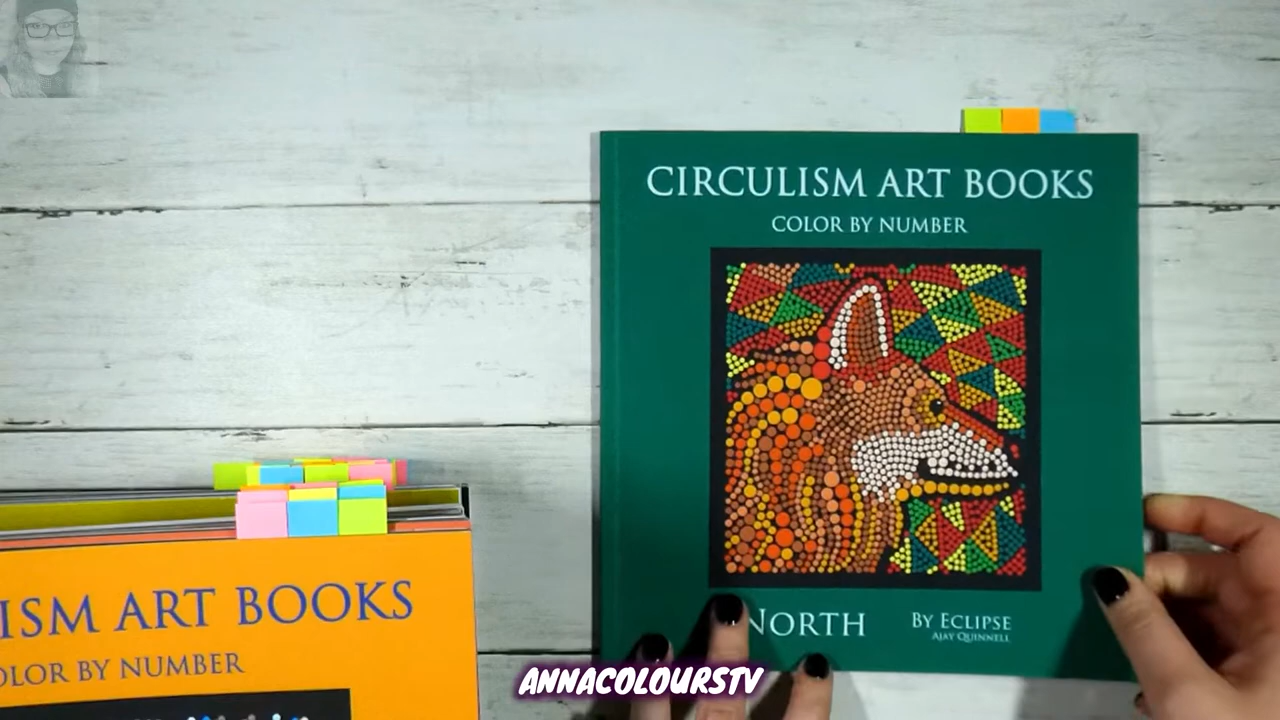 CIRCULISM ART BOOKS
COLOR BY NUMBER
NORTH
BY ECLIPSE
AJAY QUINNELL
ISM ART BOOKS
OLOR BY NUMBER
ANNACOLOURSTV